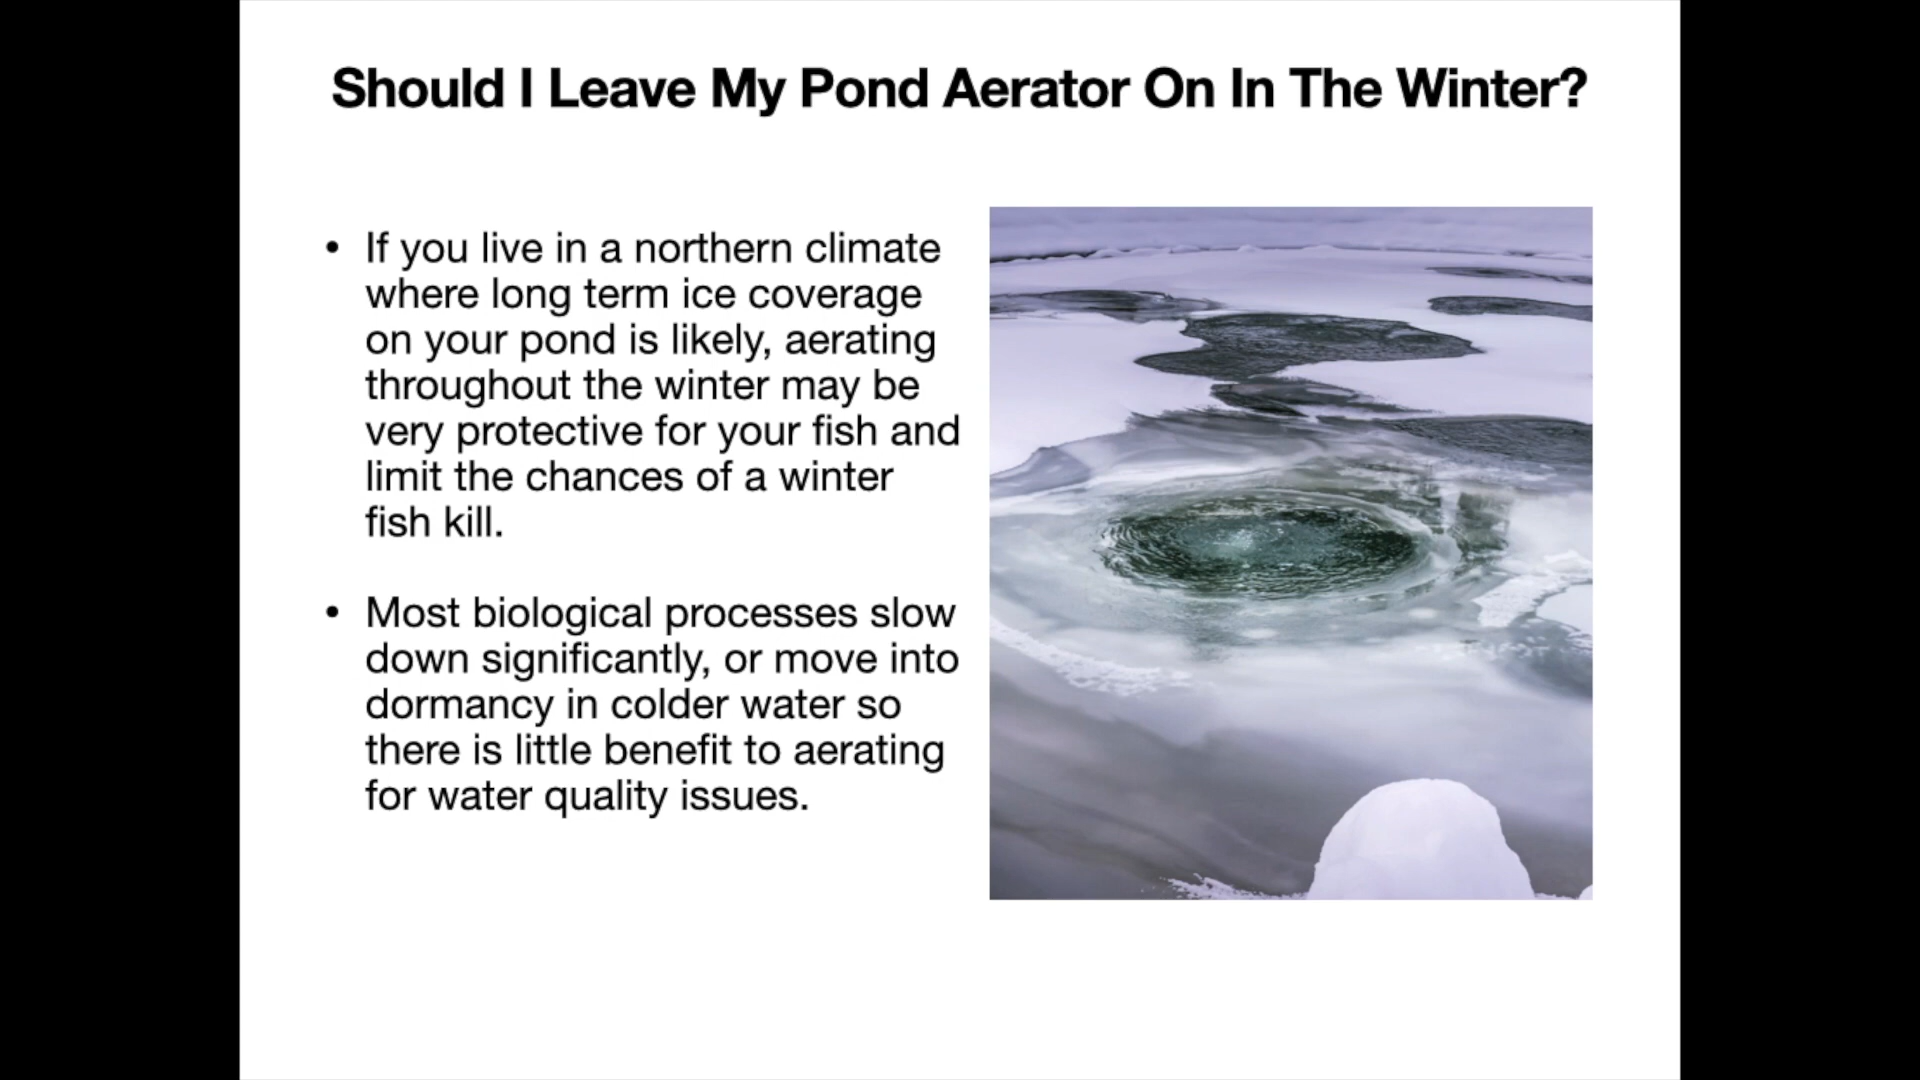 Should I Leave My Pond Aerator On In The Winter?
• If you live in a northern climate
where long term ice coverage
on your pond is likely, aerating
throughout the winter may be
very protective for your fish and
limit the chances of a winter
fish kill.
• Most biological processes slow
down significantly, or move into
dormancy in colder water so
there is little benefit to aerating
for water quality issues.